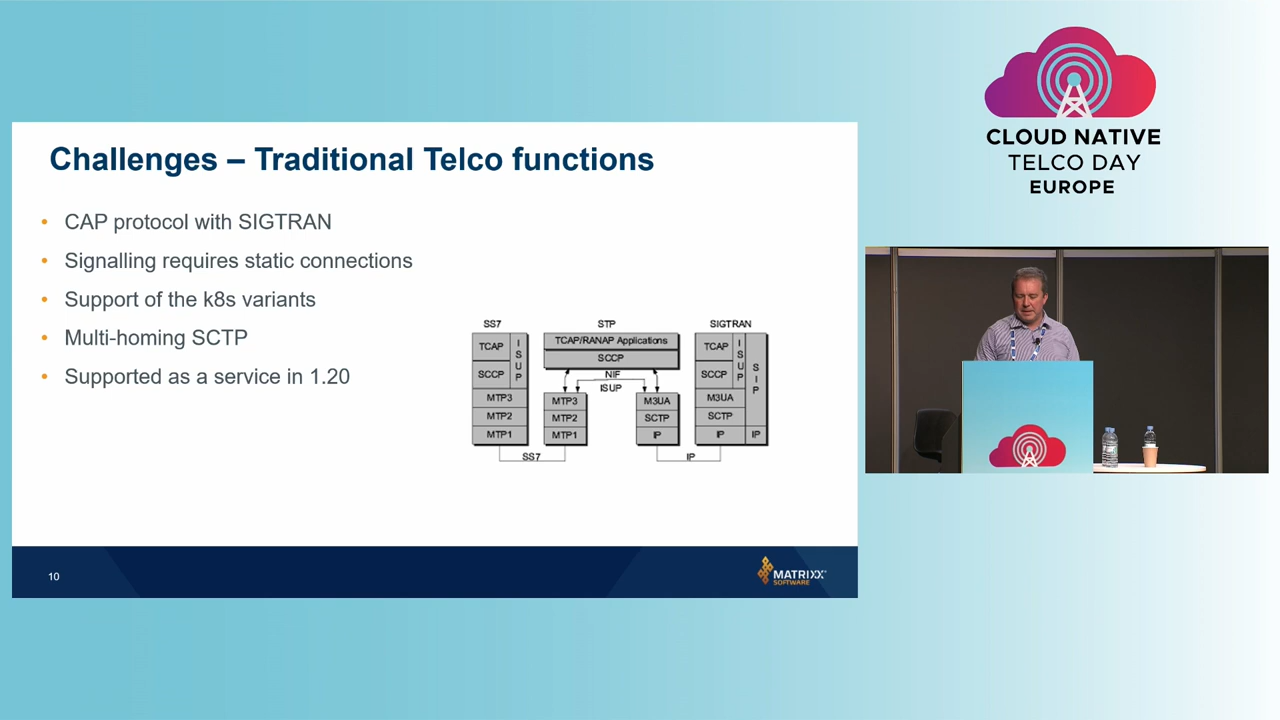 CLOUD NATIVE
TELCO DAY
EUROPE
Challenges – Traditional Telco functions
• CAP protocol with SIGTRAN
• Signalling requires static connections
• Support of the k8s variants
• Multi-homing SCTP
• Supported as a service in 1.20
SS7
TCAP
ISUP
SCCP
MTP3
MTP2
MTP1
STP
TCAP/RANAP Applications
SCCP
NIF
ISUP
MTP3
MTP2
MTP1
M3UA
SCTP
IP
SIGTRAN
TCAP
ISUP
SIP
SCCP
M3UA
SCTP
IP
IP
SS7
IP
10
MATRIXX
SOFTWARE